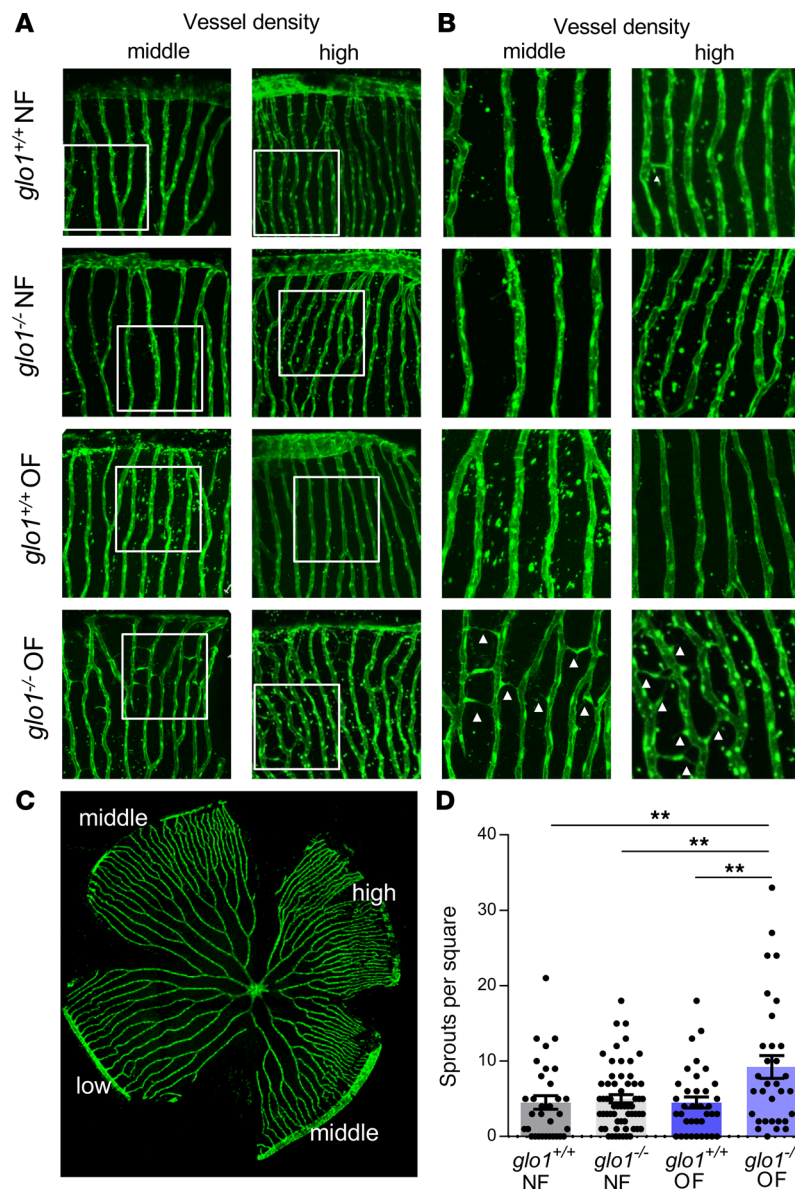 A
Vessel density
middle
high
glo1+/+ NF
glo1-/- NF
glo1+/+ OF
glo1-/- OF
B
Vessel density
middle
high
C
middle
high
low
middle
D
**
**
**
Sprouts per square
40
30
20
10
0
glo1+/+ NF
glo1-/- NF
glo1+/+ OF
glo1-/- OF